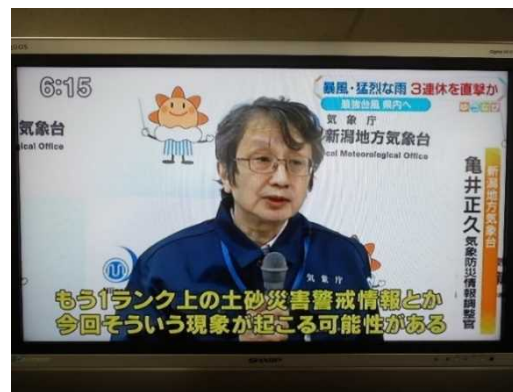 6:15
暴風・猛烈な雨 3連休を直撃か
最強台風 県内へ
気象台
gical Office
気象庁
新潟地方気象台
cal Meteorological Office
新潟地方気象台
亀井正久 気象防災情報調整官
気象庁
もう1ランク上の土砂災害警戒情報とか
今回そういう現象が起こる可能性がある
SHARP